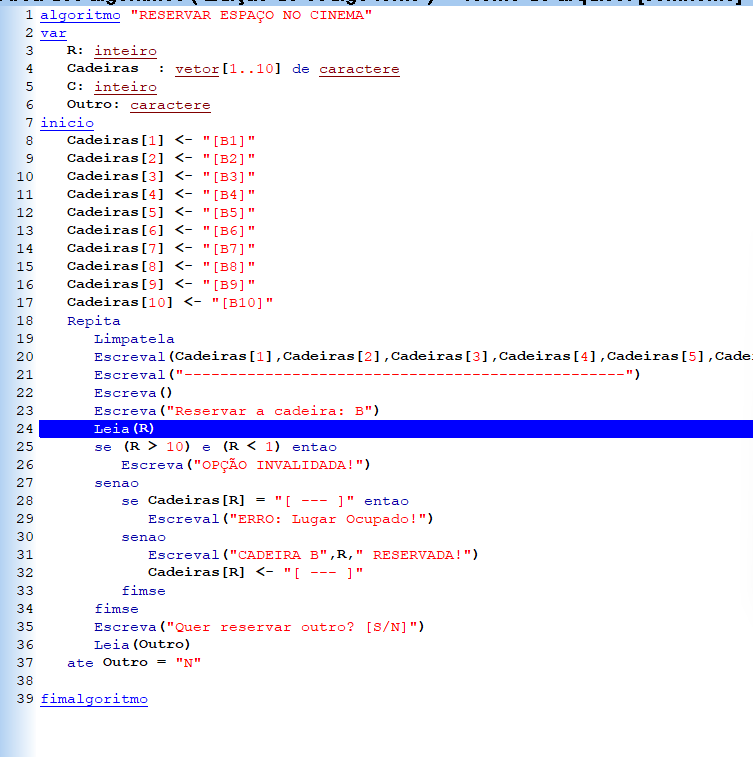 1 algoritmo "RESERVAR ESPAÇO NO CINEMA"
2 var
3 R: inteiro
4 Cadeiras : vetor[1..10] de caractere
5 C: inteiro
6 Outro: caractere
7 inicio
8 Cadeiras[1] <- "[B1]"
9 Cadeiras[2] <- "[B2]"
10 Cadeiras[3] <- "[B3]"
11 Cadeiras[4] <- "[B4]"
12 Cadeiras[5] <- "[B5]"
13 Cadeiras[6] <- "[B6]"
14 Cadeiras[7] <- "[B7]"
15 Cadeiras[8] <- "[B8]"
16 Cadeiras[9] <- "[B9]"
17 Cadeiras[10] <- "[B10]"
18 Repita
19 Limpatela
20 Escreval(Cadeiras[1],Cadeiras[2],Cadeiras[3],Cadeiras[4],Cadeiras[5],Cade
21 Escreval("-------------------------------------------------")
22 Escreva()
23 Escreva("Reservar a cadeira: B")
24 Leia(R)
25 se (R > 10) e (R < 1) entao
26 Escreva("OPÇÃO INVALIDADA!")
27 senao
28 se Cadeiras[R] = "[ --- ]" entao
29 Escreval("ERRO: Lugar Ocupado!")
30 senao
31 Escreval("CADEIRA B",R," RESERVADA!")
32 Cadeiras[R] <- "[ --- ]"
33 fimse
34 fimse
35 Escreva("Quer reservar outro? [S/N]")
36 Leia(Outro)
37 ate Outro = "N"
38
39 fimalgoritmo